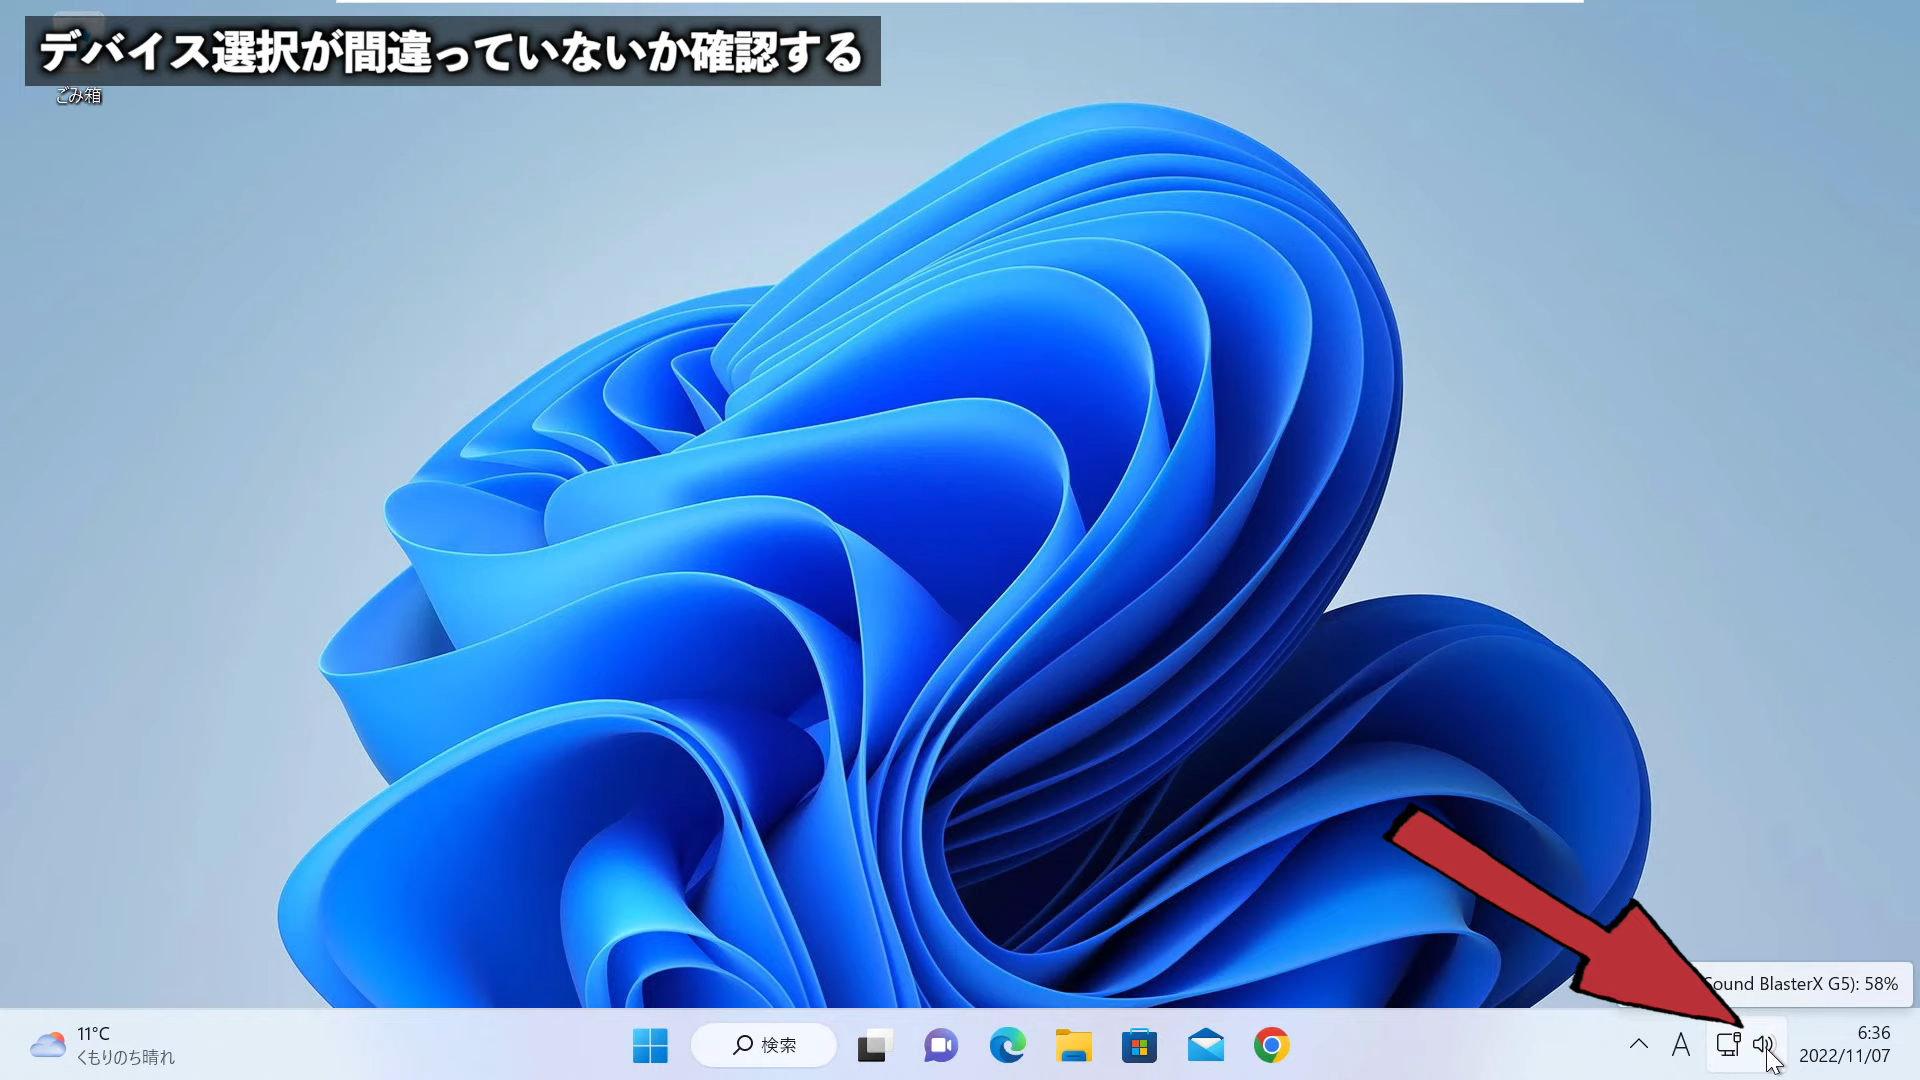 デバイス選択が間違っていないか確認する
ごみ箱
Sound BlasterX G5): 58%
11°C
くもりのち晴れ
検索
A
6:36
2022/11/07